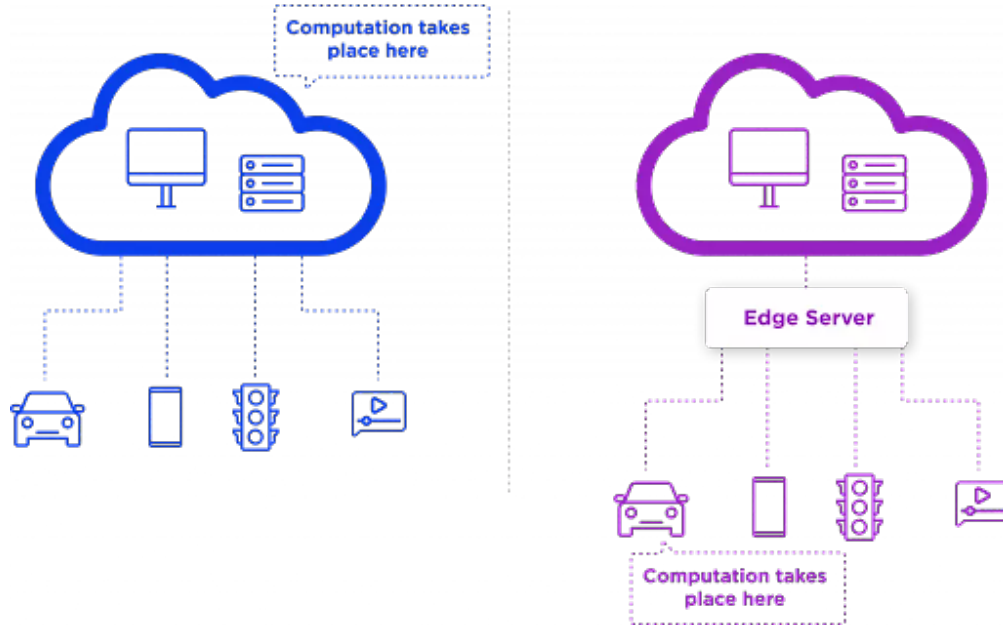 Computation takes
place here
Edge Server
Computation takes
place here